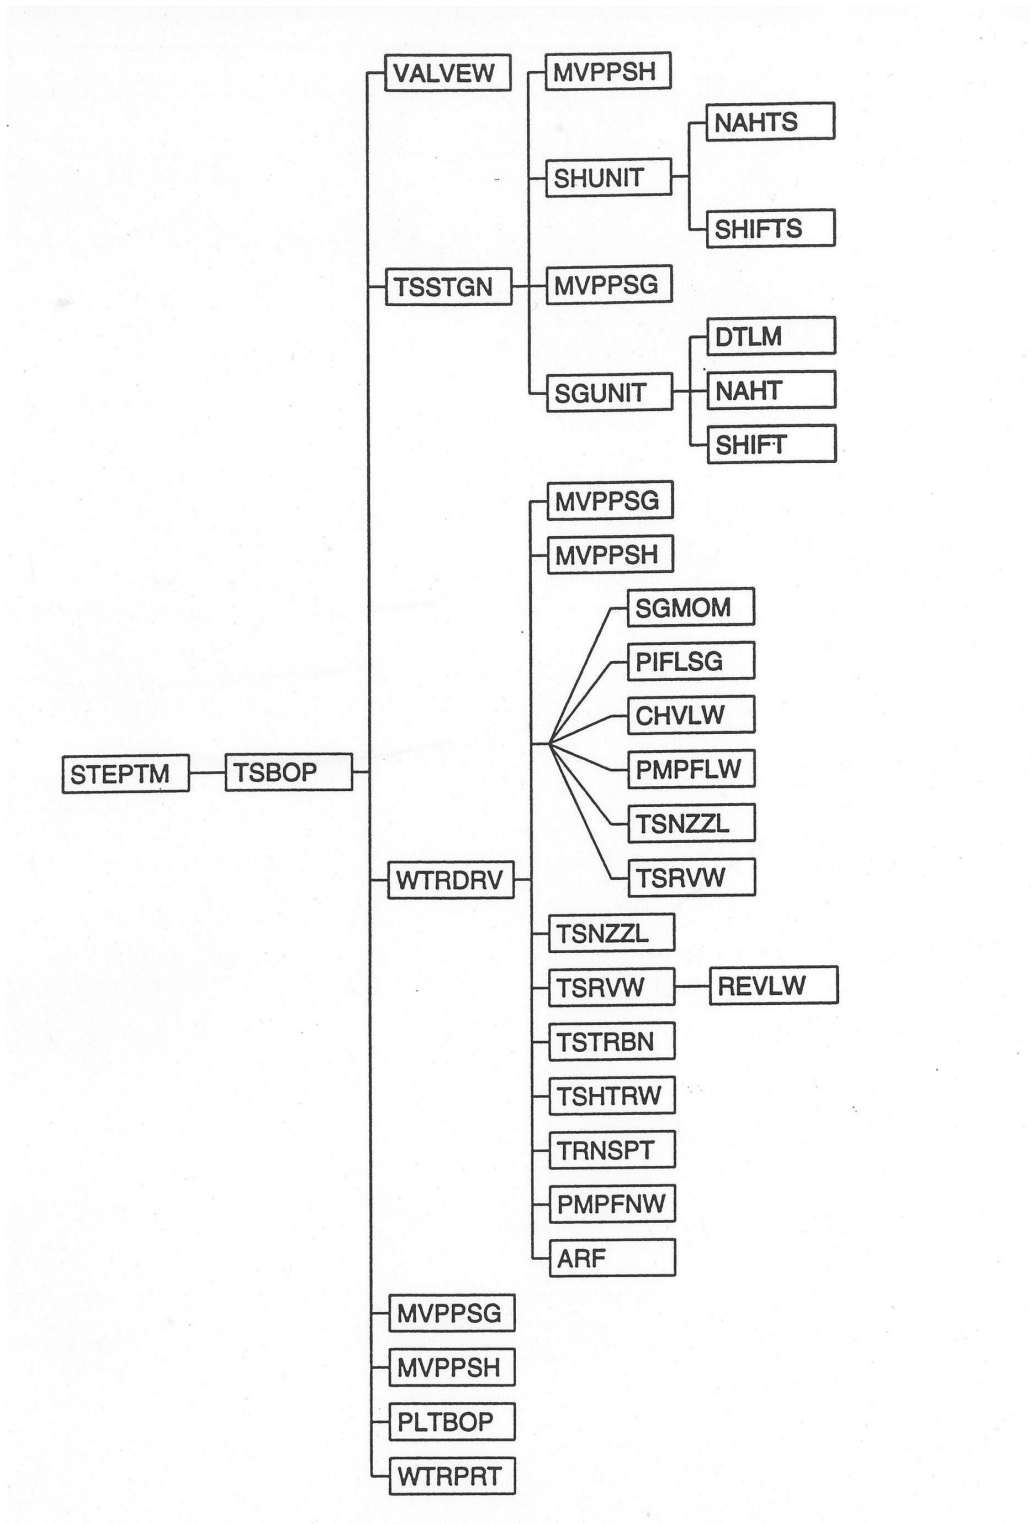 VALVEW
MVPPSH
NAHTS
SHUNIT
SHIFTS
TSSTGN
MVPPSG
DTLM
SGUNIT
NAHT
SHIFT
MVPPSG
MVPPSH
SGMOM
PIFLSG
CHVLW
STEPTM
TSBOP
PMPFLW
TSNZZL
WTRDRV
TSRVW
TSNZZL
TSRVW
REVLW
TSTRBN
TSHTRW
TRNSPT
PMPFNW
ARF
MVPPSG
MVPPSH
PLTBOP
WTRPRT